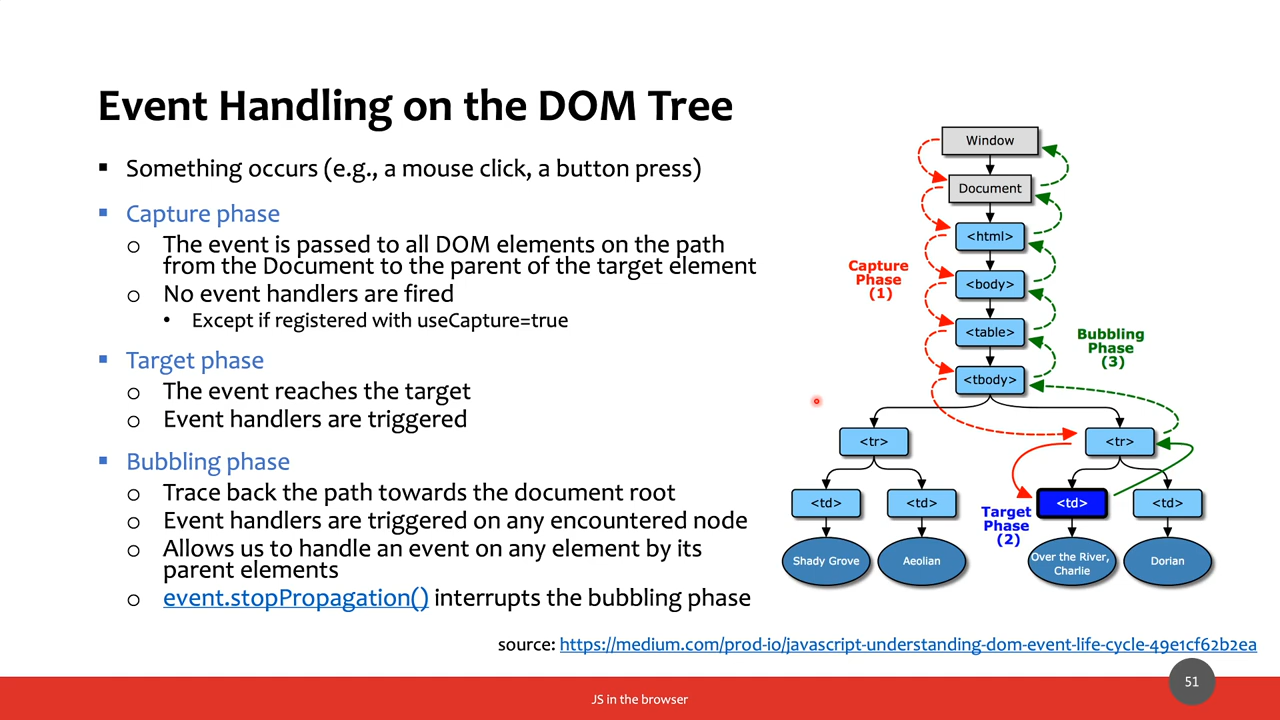 Event Handling on the DOM Tree
▪ Something occurs (e.g., a mouse click, a button press)
▪ Capture phase
o The event is passed to all DOM elements on the path
from the Document to the parent of the target element
o No event handlers are fired
• Except if registered with useCapture=true
▪ Target phase
o The event reaches the target
o Event handlers are triggered
▪ Bubbling phase
o Trace back the path towards the document root
o Event handlers are triggered on any encountered node
o Allows us to handle an event on any element by its
parent elements
o event.stopPropagation() interrupts the bubbling phase
Window
Document
<html>
Capture
Phase
(1)
<body>
<table>
Bubbling
Phase
(3)
<tbody>
<tr>
<tr>
<td>
<td>
<td>
<td>
Target
Phase
(2)
Shady Grove
Aeolian
Over the River,
Charlie
Dorian
source: https://medium.com/prod-io/javascript-understanding-dom-event-life-cycle-49e1cf62b2ea
51
JS in the browser